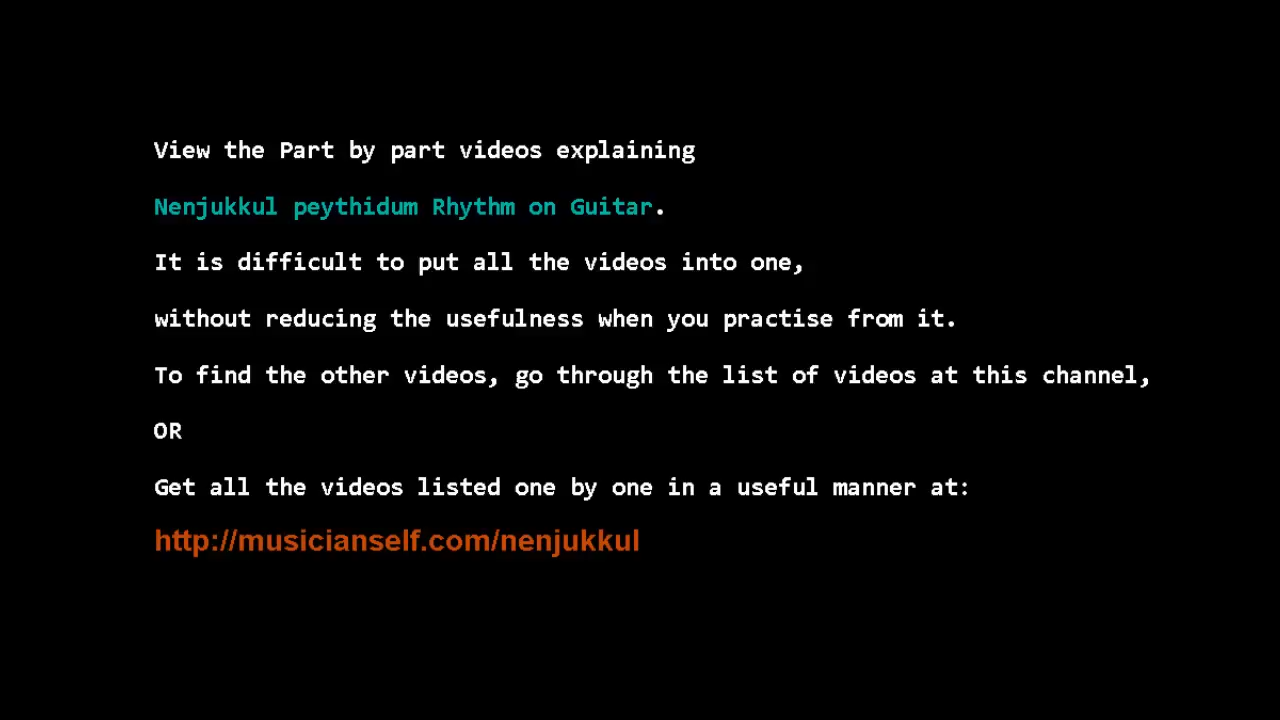 View the Part by part videos explaining
Nenjukkul peythidum Rhythm on Guitar.
It is difficult to put all the videos into one,
without reducing the usefulness when you practise from it.
To find the other videos, go through the list of videos at this channel,
OR
Get all the videos listed one by one in a useful manner at:
http://musicianself.com/nenjukkul